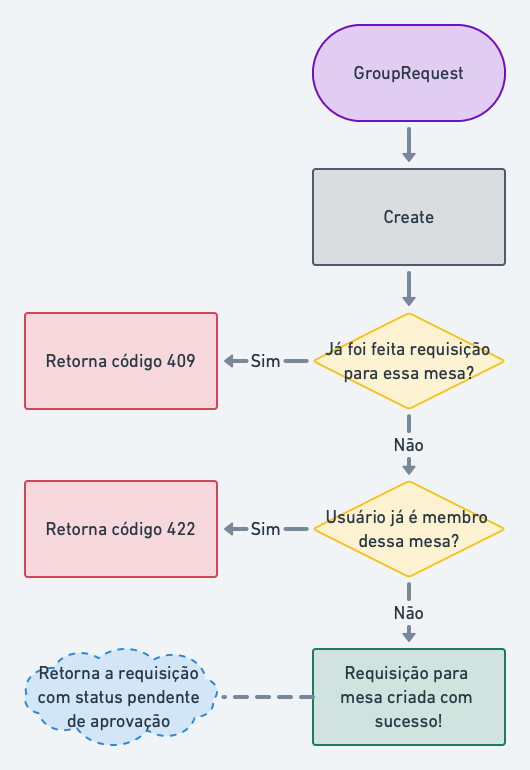 GroupRequest
Create
Já foi feita requisição
para essa mesa?
Sim
Retorna código 409
Não
Usuário já é membro
dessa mesa?
Sim
Retorna código 422
Não
Requisição para
mesa criada com
sucesso!
Retorna a requisição
com status pendente
de aprovação